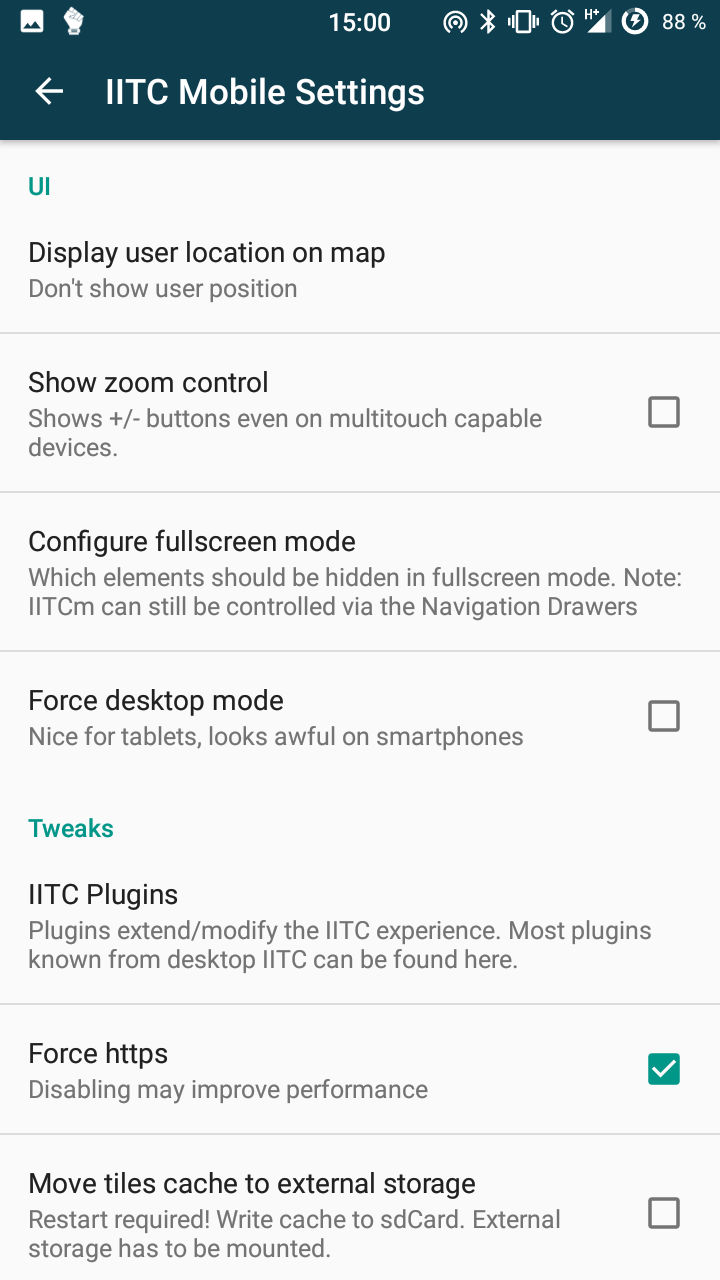 15:00 H+ 88 %
IITC Mobile Settings
UI
Display user location on map
Don't show user position
Show zoom control
Shows +/- buttons even on multitouch capable
devices.
Configure fullscreen mode
Which elements should be hidden in fullscreen mode. Note:
IITCm can still be controlled via the Navigation Drawers
Force desktop mode
Nice for tablets, looks awful on smartphones
Tweaks
IITC Plugins
Plugins extend/modify the IITC experience. Most plugins
known from desktop IITC can be found here.
Force https
Disabling may improve performance
Move tiles cache to external storage
Restart required! Write cache to sdCard. External
storage has to be mounted.